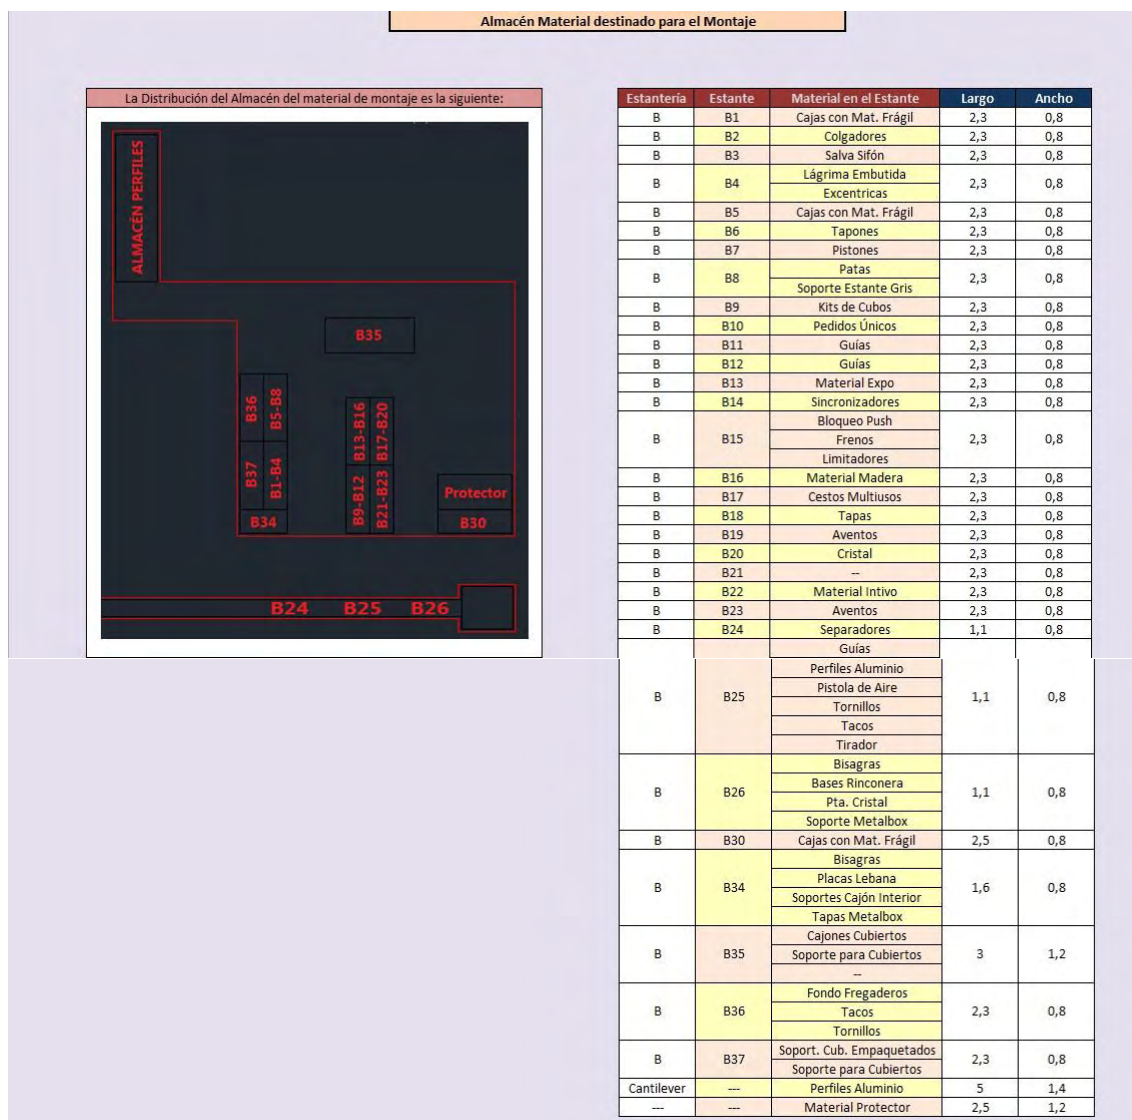 Almacén Material destinado para el Montaje
La Distribución del Almacén del material de montaje es la siguiente:
ALMACÉN PERFILES
B35
B36
B5-B8
B37
B1-B4
B34
B13-B16
B17-B20
B9-B12
B21-B23
Protector
B30
B24 B25 B26
Estantería Estante Material en el Estante Largo Ancho
B B1 Cajas con Mat. Frágil 2,3 0,8
B B2 Colgadores 2,3 0,8
B B3 Salva Sifón 2,3 0,8
B B4 Lágrima Embutida 2,3 0,8
Excentricas
B B5 Cajas con Mat. Frágil 2,3 0,8
B B6 Tapones 2,3 0,8
B B7 Pistones 2,3 0,8
B B8 Patas 2,3 0,8
Soporte Estante Gris
B B9 Kits de Cubos 2,3 0,8
B B10 Pedidos Únicos 2,3 0,8
B B11 Guías 2,3 0,8
B B12 Guías 2,3 0,8
B B13 Material Expo 2,3 0,8
B B14 Sincronizadores 2,3 0,8
Bloqueo Push
B B15 Frenos 2,3 0,8
Limitadores
B B16 Material Madera 2,3 0,8
B B17 Cestos Multiusos 2,3 0,8
B B18 Tapas 2,3 0,8
B B19 Aventos 2,3 0,8
B B20 Cristal 2,3 0,8
B B21 -- 2,3 0,8
B B22 Material Intivo 2,3 0,8
B B23 Aventos 2,3 0,8
B B24 Separadores 1,1 0,8
Guías
Perfiles Aluminio
B B25 Pistola de Aire 1,1 0,8
Tornillos
Tacos
Tirador
Bisagras
B B26 Bases Rinconera 1,1 0,8
Pta. Cristal
Soporte Metalbox
B B30 Cajas con Mat. Frágil 2,5 0,8
Bisagras
B B34 Placas Lebana 1,6 0,8
Soportes Cajón Interior
Tapas Metalbox
Cajones Cubiertos
B B35 Soporte para Cubiertos 3 1,2
--
Fondo Fregaderos
B B36 Tacos 2,3 0,8
Tornillos
B B37 Soport. Cub. Empaquetados 2,3 0,8
Soporte para Cubiertos
Cantilever --- Perfiles Aluminio 5 1,4
--- --- Material Protector 2,5 1,2